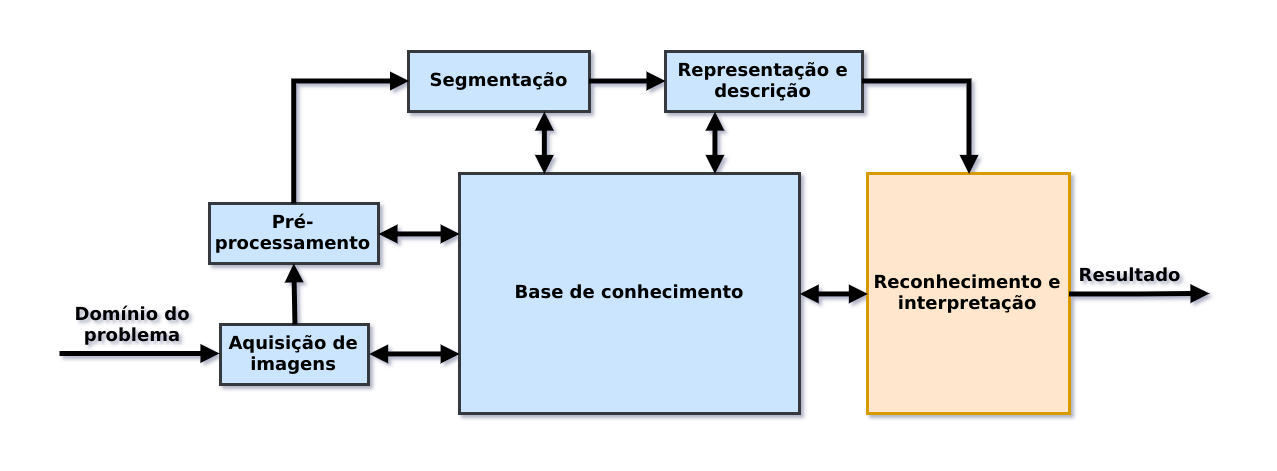 Segmentação
Representação e
descrição
Pré-
processamento
Base de conhecimento
Reconhecimento e
interpretação
Resultado
Domínio do
problema
Aquisição de
imagens